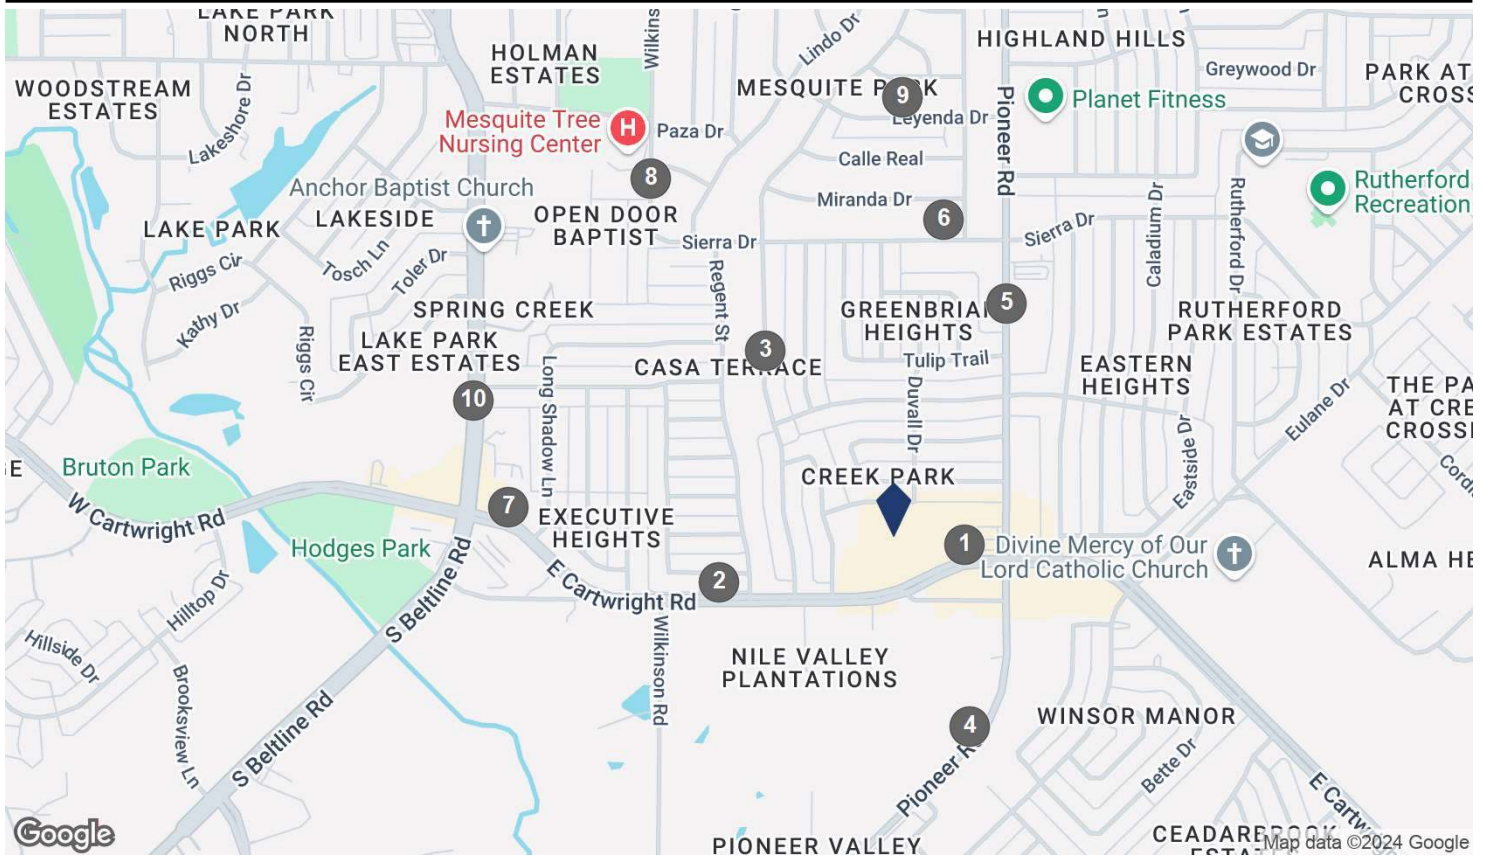 LAKE PARK
NORTH
HOLMAN
ESTATES
Wilkins
Lindo Dr
HIGHLAND HILLS
Greywood Dr
PARK AT
CROSS
WOODSTREAM
ESTATES
Lakeshore Dr
MESQUITE P
K
9
Leyenda Dr
Pioneer Rd
Planet Fitness
Mesquite Tree
Nursing Center
H
Paza Dr
Calle Real
8
Anchor Baptist Church
Miranda Dr
6
Rutherford
Recreation
LAKE PARK
LAKESIDE
OPEN DOOR
BAPTIST
Sierra Dr
Sierra Dr
Caladium Dr
Rutherford Dr
Riggs Cir
Tosch Ln
Toler Dr
Kathy Dr
Riggs Cir
SPRING CREEK
Regent St
GREENBRIA
HEIGHTS
5
RUTHERFORD
PARK ESTATES
LAKE PARK
EAST ESTATES
3
CASA TERRACE
Tulip Trail
EASTERN
HEIGHTS
THE PA
AT CRE
CROSSI
10
Long Shadow Ln
Duvall Dr
Eulane Dr
Eastside Dr
Bruton Park
CREEK PARK
W Cartwright Rd
7
EXECUTIVE
HEIGHTS
1
Divine Mercy of Our
Lord Catholic Church
ALMA HE
Hodges Park
S Beltline Rd
E Cartwright Rd
2
Hilltop Dr
Hillside Dr
Wilkinson Rd
NILE VALLEY
PLANTATIONS
Brooksview Ln
S Beltline Rd
4
Pioneer R
WINSOR MANOR
Bette Dr
E Cartw
Google
PIONEER VALLEY
CEADARBROOK
Map data ©2024 Google